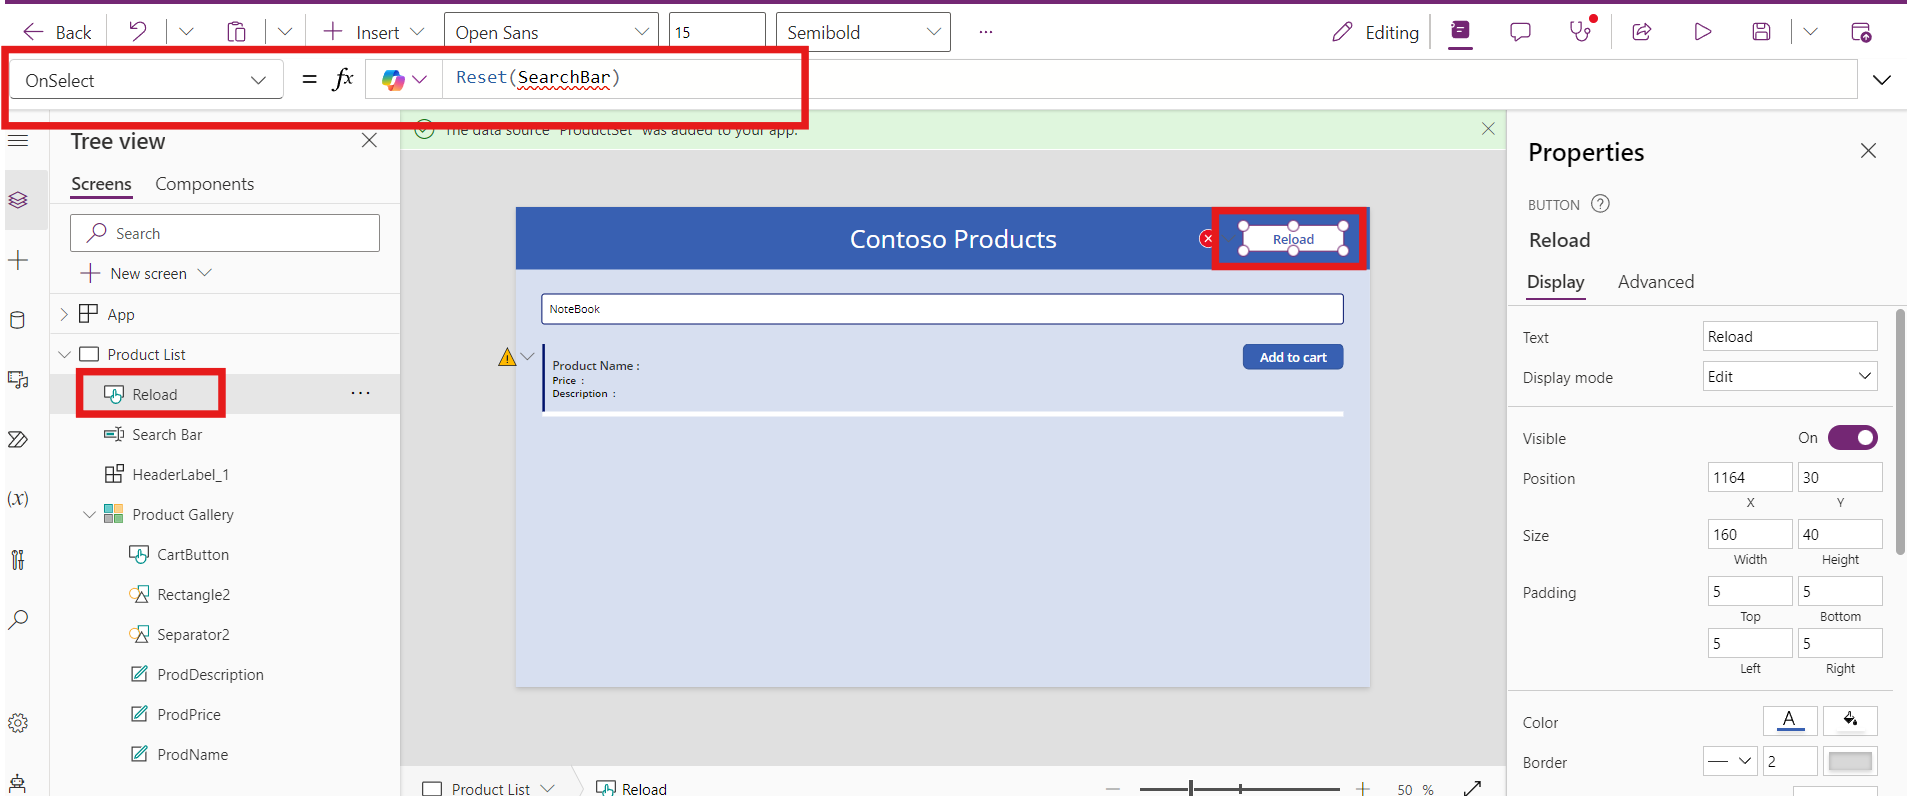 Back
Insert
Open Sans
15
Semibold
...
Editing
OnSelect
= fx
Reset(SearchBar)
The data source "ProductSet" was added to your app.
Tree view
Screens
Components
Search
New screen
App
Product List
Reload
...
Search Bar
HeaderLabel_1
Product Gallery
CartButton
Rectangle2
Separator2
ProdDescription
ProdPrice
ProdName
(x)
Contoso Products
Reload
NoteBook
Product Name :
Price :
Description :
Add to cart
Product List
Reload
50 %
Properties
BUTTON
?
Reload
Display
Advanced
Text
Reload
Display mode
Edit
Visible
On
Position
1164
30
X
Y
Size
160
40
Width
Height
Padding
5
5
Top
Bottom
5
5
Left
Right
Color
A
Border
2